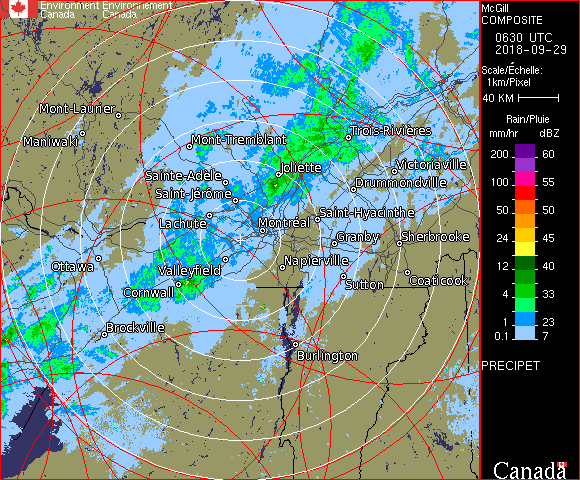 Environment Environnement
Canada Canada
Mont-Laurier
Maniwaki
Mont-Tremblant
Trois-Rivières
Joliette
Victoriaville
Sainte-Adèle
Drummondville
Saint-Jérôme
Saint-Hyacinthe
Lachute
Montréal
Granby
Sherbrooke
Ottawa
Valleyfield
Napierville
Sutton
Coaticook
Cornwall
Brockville
Burlington
McGill
COMPOSITE
0630 UTC
2018-09-29
Scale/Échelle:
1km/Pixel
40 KM
Rain/Pluie
mm/hr dBZ
200 60
100 55
50 50
24 45
12 40
4 33
1 23
0.1 7
PRECIPET
Canada